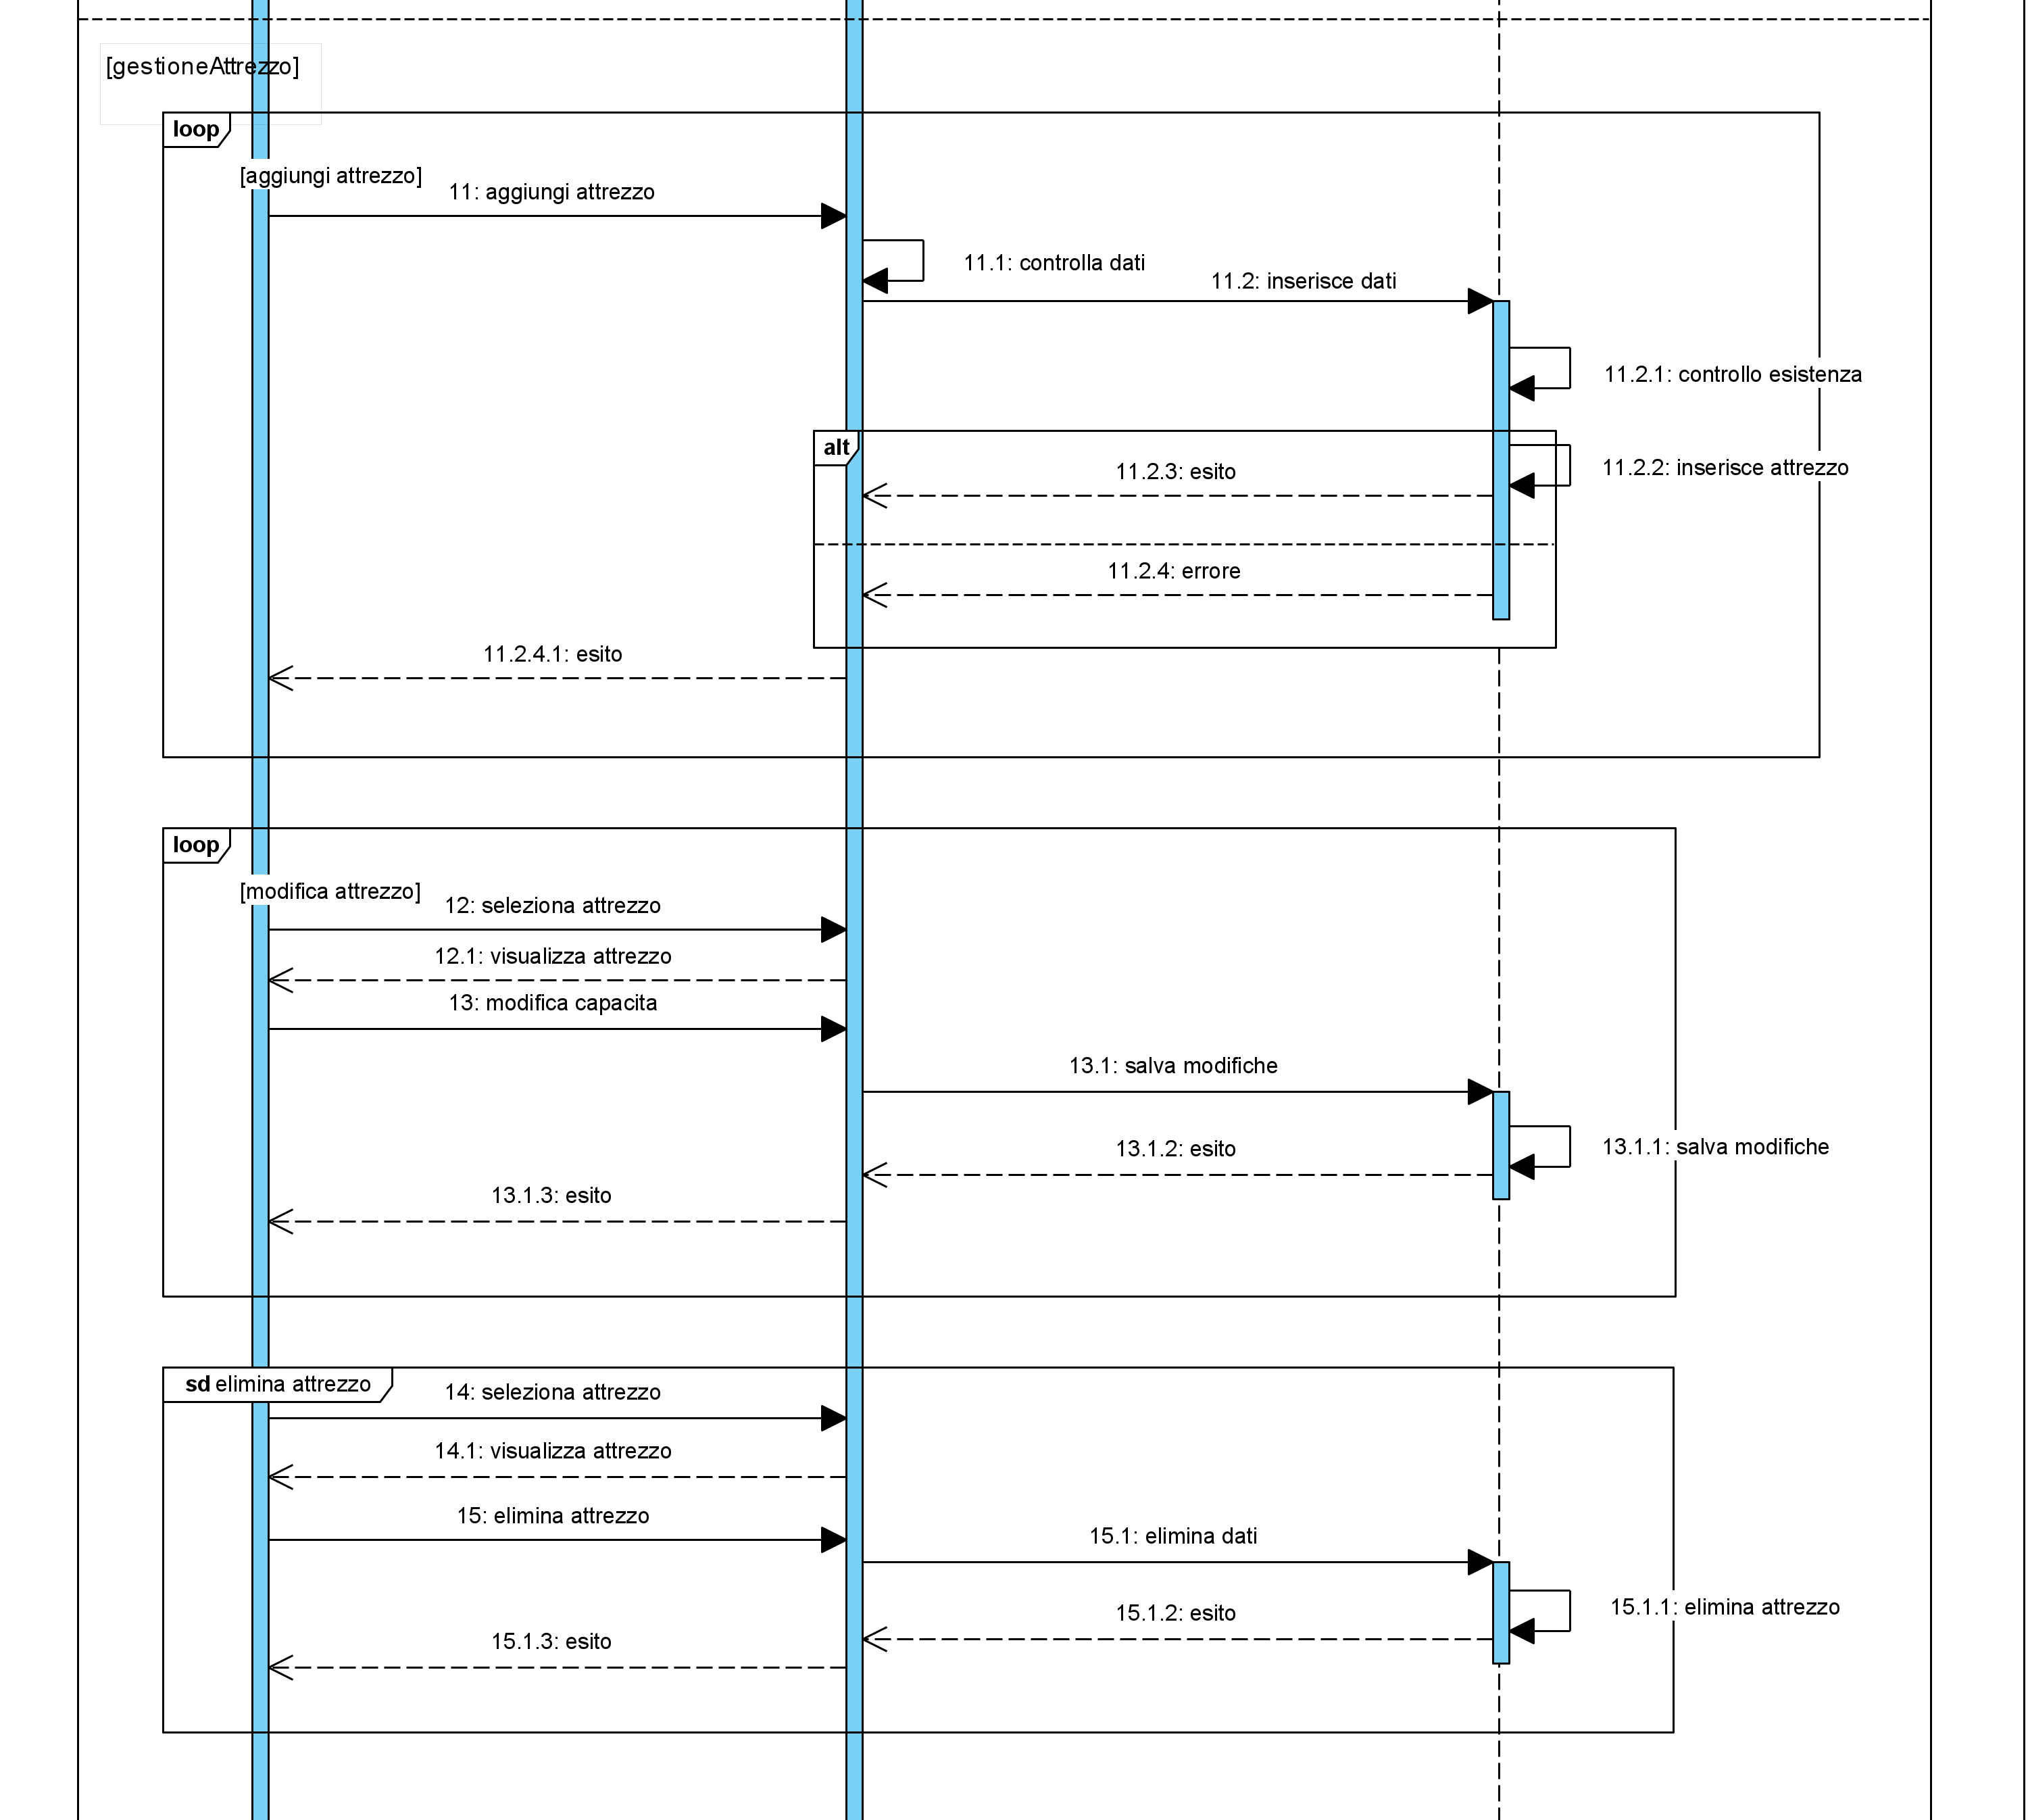 [gestioneAttrezzo]
loop
[aggiungi attrezzo]
11: aggiungi attrezzo
11.1: controlla dati
11.2: inserisce dati
11.2.1: controllo esistenza
alt
11.2.2: inserisce attrezzo
11.2.3: esito
11.2.4: errore
11.2.4.1: esito
loop
[modifica attrezzo]
12: seleziona attrezzo
12.1: visualizza attrezzo
13: modifica capacita
13.1: salva modifiche
13.1.1: salva modifiche
13.1.2: esito
13.1.3: esito
sd elimina attrezzo
14: seleziona attrezzo
14.1: visualizza attrezzo
15: elimina attrezzo
15.1: elimina dati
15.1.1: elimina attrezzo
15.1.2: esito
15.1.3: esito